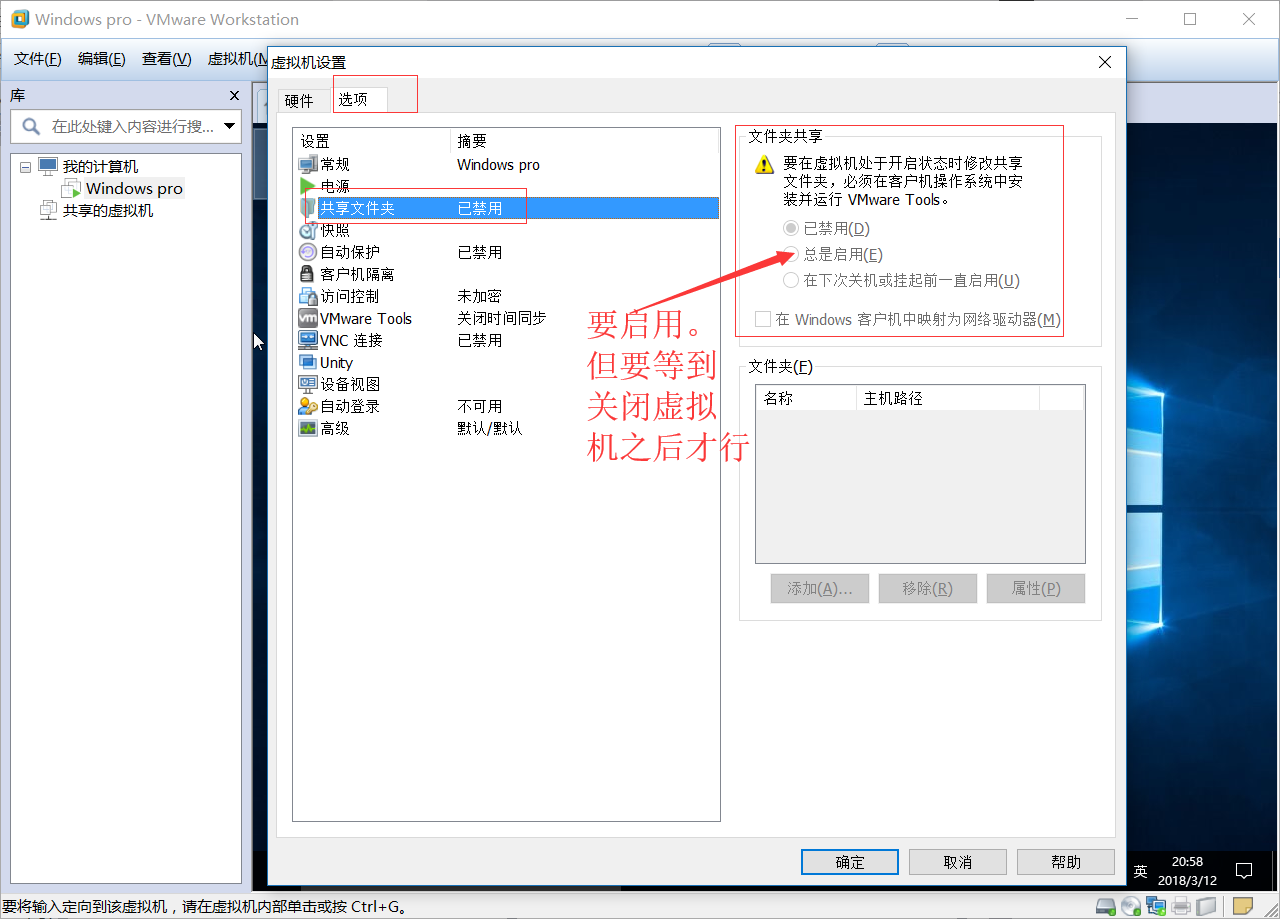 Windows pro - VMware Workstation
文件(F) 编辑(E) 查看(V) 虚拟机(M
库
在此处键入内容进行搜...
我的计算机
Windows pro
共享的虚拟机
虚拟机设置
硬件 选项
设置 摘要
常规 Windows pro
电源
共享文件夹 已禁用
快照
自动保护 已禁用
客户机隔离
访问控制 未加密
VMware Tools 关闭时间同步
VNC 连接 已禁用
Unity
设备视图
自动登录 不可用
高级 默认/默认
要启用。
但要等到
关闭虚拟
机之后才行
文件夹共享
要在虚拟机处于开启状态时修改共享
文件夹，必须在客户机操作系统中安
装并运行 VMware Tools。
已禁用(D)
总是启用(E)
在下次关机或挂起前一直启用(U)
在 Windows 客户机中映射为网络驱动器(M)
文件夹(F)
名称 主机路径
添加(A)... 移除(R) 属性(P)
确定 取消 帮助
英 20:58
2018/3/12
要将输入定向到该虚拟机，请在虚拟机内部单击或按 Ctrl+G。